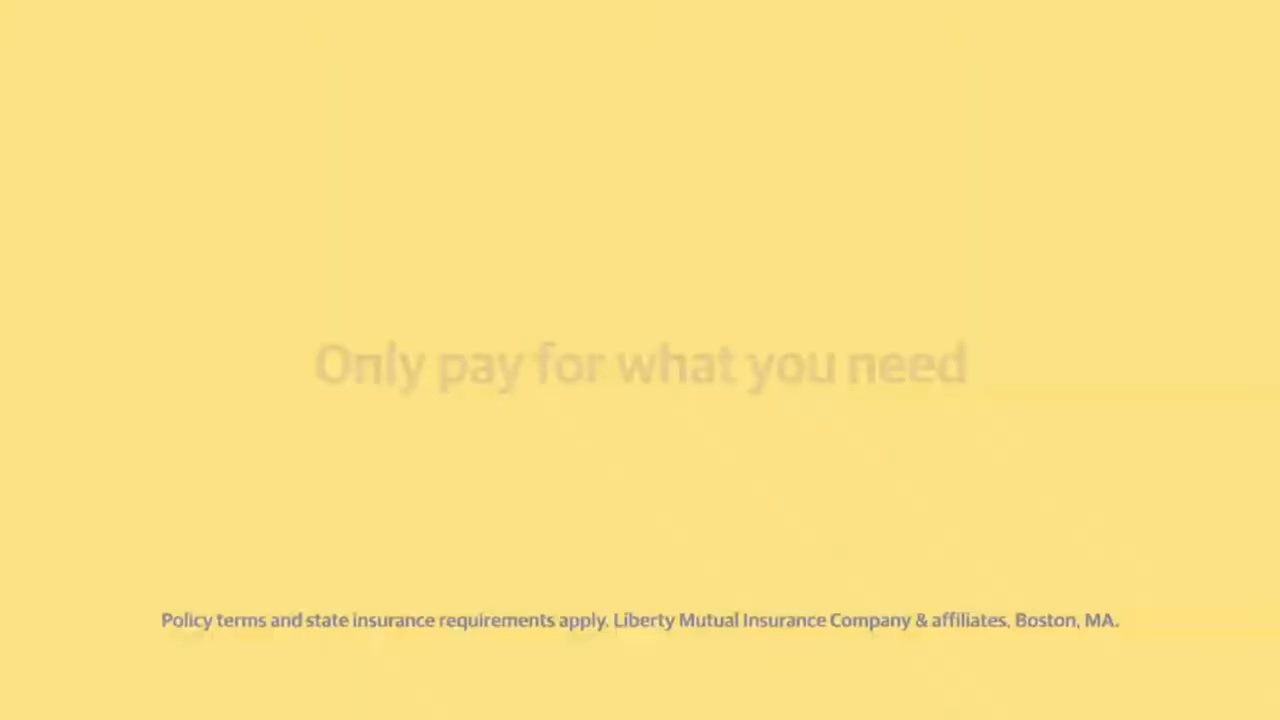 Only pay for what you need
Policy terms and state insurance requirements apply. Liberty Mutual Insurance Company & affiliates, Boston, MA.